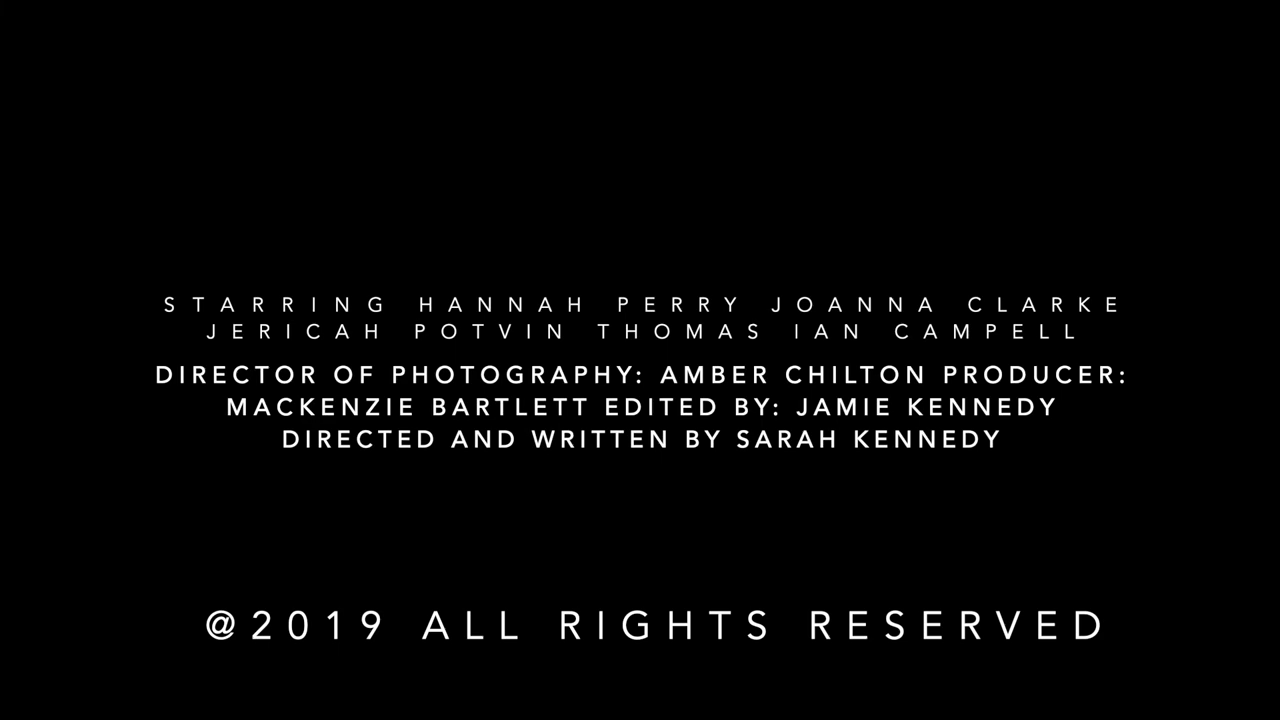 STARRING HANNAH PERRY JOANNA CLARKE
JERICAH POTVIN THOMAS IAN CAMPELL
DIRECTOR OF PHOTOGRAPHY: AMBER CHILTON PRODUCER:
MACKENZIE BARTLETT EDITED BY: JAMIE KENNEDY
DIRECTED AND WRITTEN BY SARAH KENNEDY
@2019 ALL RIGHTS RESERVED